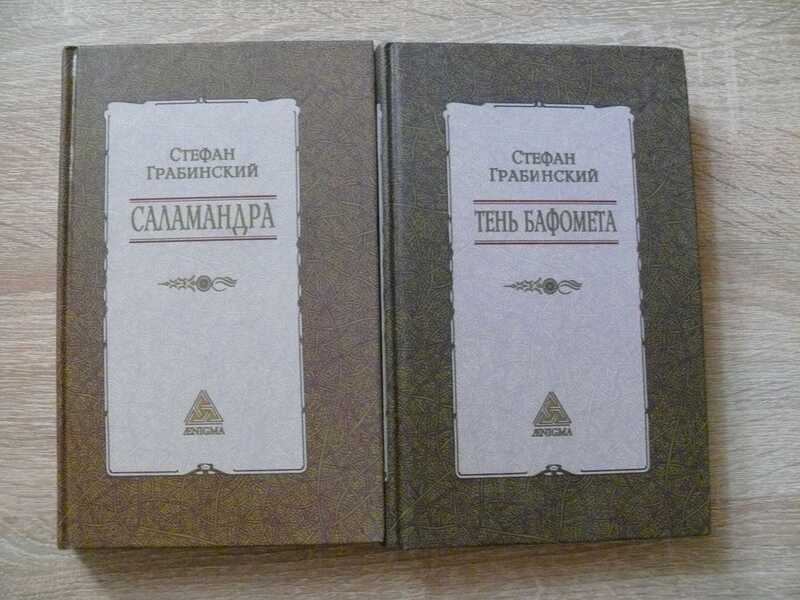 СТЕФАН
ГРАБИНСКИЙ
САЛАМАНДРА
ÆNIGMA
СТЕФАН
ГРАБИНСКИЙ
ТЕНЬ БАФОМЕТА
ÆNIGMA